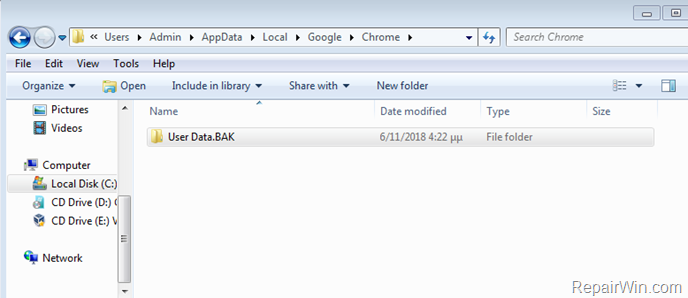 « Users ▸ Admin ▸ AppData ▸ Local ▸ Google ▸ Chrome ▸ Search Chrome
File Edit View Tools Help
Organize Open Include in library Share with New folder
Name Date modified Type Size
Pictures
Videos
User Data.BAK 6/11/2018 4:22 μμ File folder
Computer
Local Disk (C:)
CD Drive (D:)
CD Drive (E:)
Network
RepairWin.com